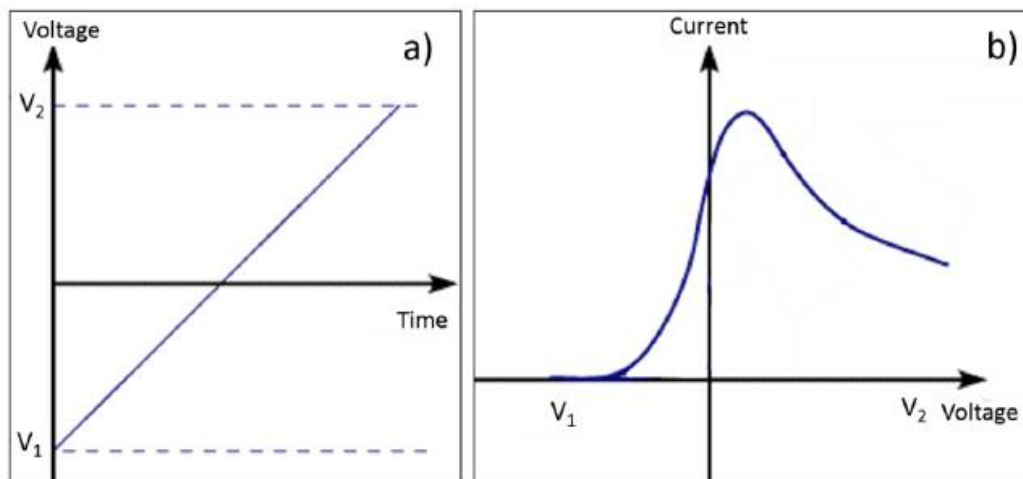 Voltage
a)
V₂
Time
V₁
Current
b)
V₁
V₂ Voltage